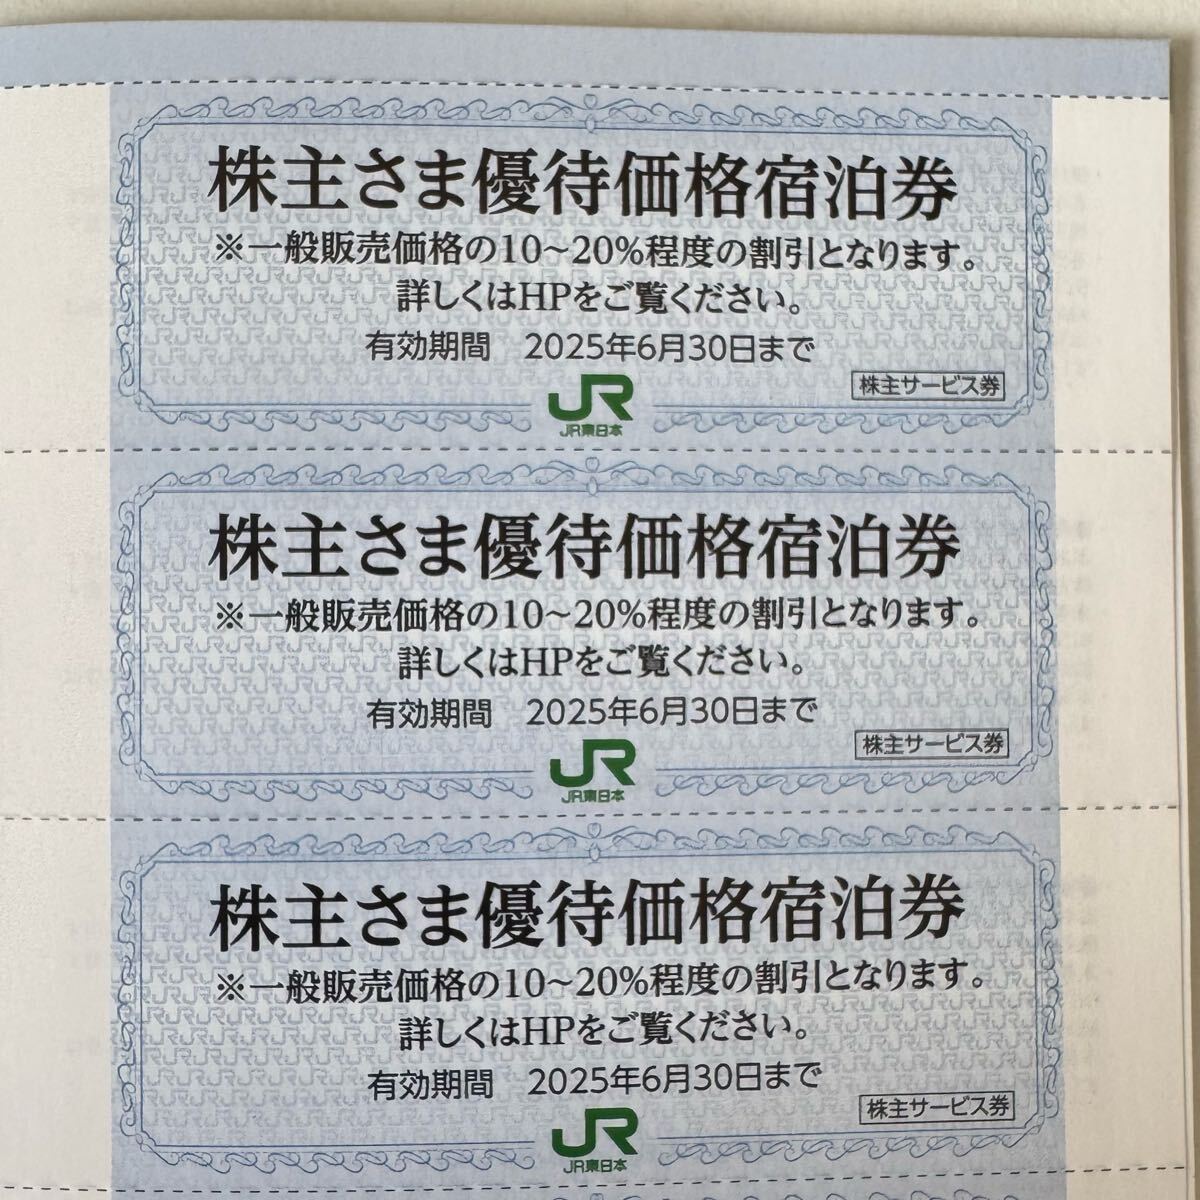 株主さま優待価格宿泊券
※一般販売価格の10～20%程度の割引となります。
詳しくはHPをご覧ください。
有効期間　2025年6月30日まで
株主サービス券
JR
JR東日本
株主さま優待価格宿泊券
※一般販売価格の10～20%程度の割引となります。
詳しくはHPをご覧ください。
有効期間　2025年6月30日まで
株主サービス券
JR
JR東日本
株主さま優待価格宿泊券
※一般販売価格の10～20%程度の割引となります。
詳しくはHPをご覧ください。
有効期間　2025年6月30日まで
株主サービス券
JR
JR東日本